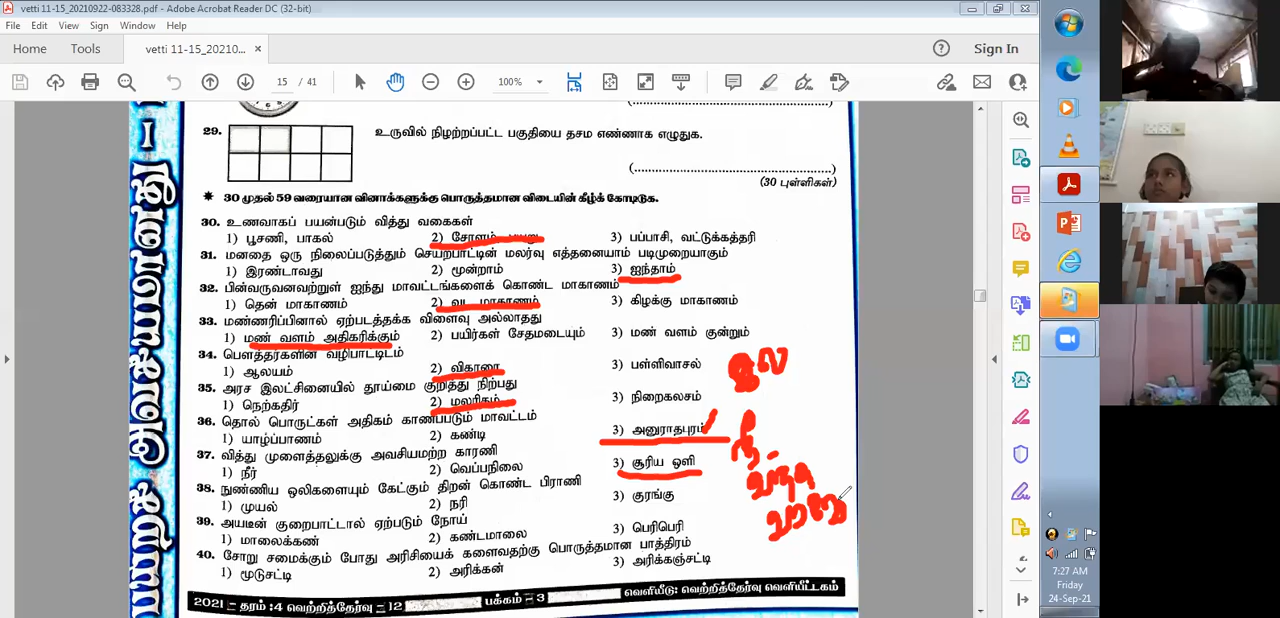 vetti 11-15_20210922-083328.pdf - Adobe Acrobat Reader DC (32-bit)
File Edit View Sign Window Help
Home Tools vetti 11-15_20210... × Sign In
15 / 41 100%
29. உருவில் நிழற்றப்பட்ட பகுதியை தசம எண்ணாக எழுதுக.
(30 புள்ளிகள்)
* 30 முதல் 59 வரையான வினாக்களுக்கு பொருத்தமான விடையின் கீழ்க் கோடிடுக.
30. உணவாகப் பயன்படும் வித்து வகைகள்
1) பூசணி, பாகல் 2) சோளம், பயறு 3) பப்பாசி, வட்டுக்கத்தரி
31. மனதை ஒரு நிலைப்படுத்தும் செயற்பாட்டின் மலர்வு எத்தனையாம் படிமுறையாகும்
1) இரண்டாவது 2) மூன்றாம் 3) ஐந்தாம்
32. பின்வருவனவற்றுள் ஐந்து மாவட்டங்களைக் கொண்ட மாகாணம்
1) தென் மாகாணம் 2) வட மாகாணம் 3) கிழக்கு மாகாணம்
33. மண்ணரிப்பினால் ஏற்படத்தக்க விளைவு அல்லாதது
1) மண் வளம் அதிகரிக்கும் 2) பயிர்கள் சேதமடையும் 3) மண் வளம் குன்றும்
34. பௌத்தர்களின் வழிபாட்டிடம்
1) ஆலயம் 2) விகாரை 3) பள்ளிவாசல்
35. அரச இலட்சினையில் தூய்மை குறித்து நிற்பது
1) நெற்கதிர் 2) மலரிதழ் 3) நிறைகலசம்
36. தொல் பொருட்கள் அதிகம் காணப்படும் மாவட்டம்
1) யாழ்ப்பாணம் 2) கண்டி 3) அனுராதபுரம்
37. வித்து முளைத்தலுக்கு அவசியமற்ற காரணி
1) நீர் 2) வெப்பநிலை 3) சூரிய ஒளி
38. நுண்ணிய ஒலிகளையும் கேட்கும் திறன் கொண்ட பிராணி
1) முயல் 2) நரி 3) குரங்கு
39. அயடீன் குறைபாட்டால் ஏற்படும் நோய்
1) மாலைக்கண் 2) கண்டமாலை 3) பெரிபெரி
40. சோறு சமைக்கும் போது அரிசியைக் களைவதற்கு பொருத்தமான பாத்திரம்
1) மூடுசட்டி 2) அரிக்கன் 3) அரிக்கஞ்சட்டி
2021 - தரம் :4 வெற்றித்தேர்வு - 12 பக்கம் - 3 வெளியீடு: வெற்றித்தேர்வு வெளியீட்டகம்
7:27 AM
Friday
24-Sep-21